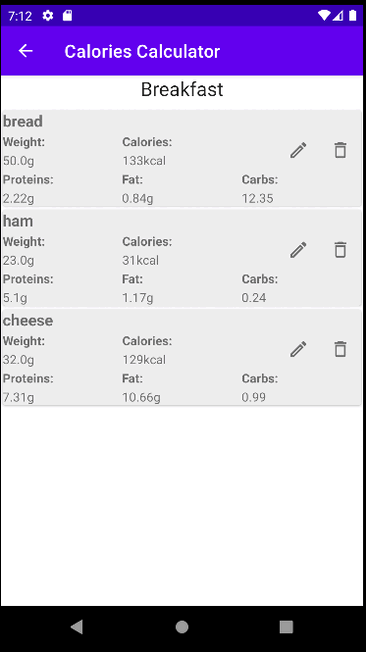 7:12
Calories Calculator
Breakfast
bread
Weight: Calories:
50.0g 133kcal
Proteins: Fat: Carbs:
2.22g 0.84g 12.35
ham
Weight: Calories:
23.0g 31kcal
Proteins: Fat: Carbs:
5.1g 1.17g 0.24
cheese
Weight: Calories:
32.0g 129kcal
Proteins: Fat: Carbs:
7.31g 10.66g 0.99